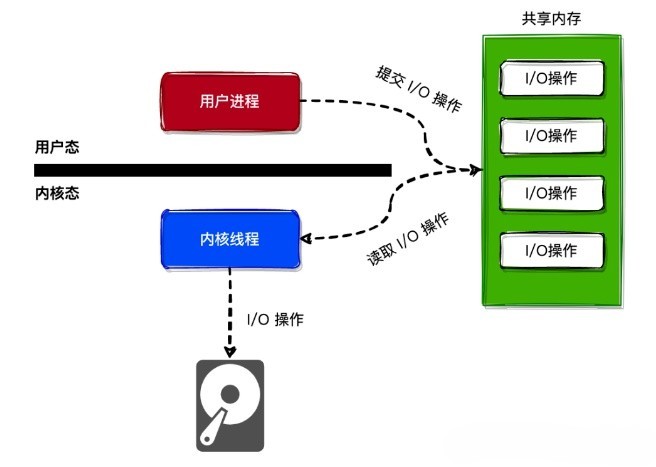 共享内存
用户进程
提交 I/O 操作
I/O操作
I/O操作
用户态
内核态
I/O操作
内核线程
读取 I/O 操作
I/O操作
I/O 操作